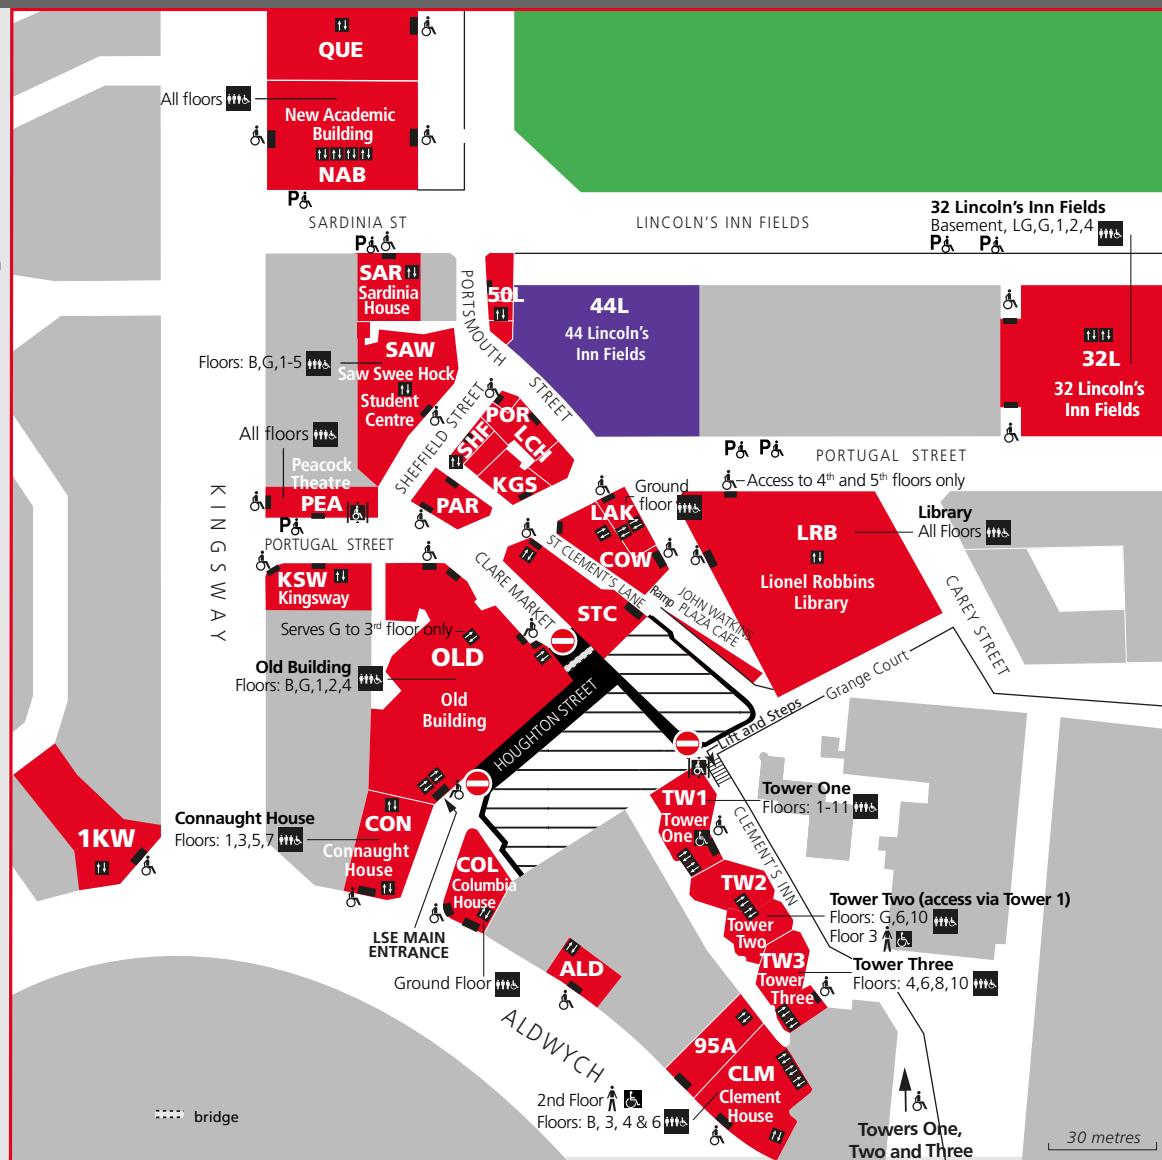 QUE
All floors
New Academic
Building
NAB
P
SARDINIA ST
LINCOLN'S INN FIELDS
32 Lincoln's Inn Fields
Basement, LG,G,1,2,4
P
P
P
SAR
Sardinia
House
PORTSMOUTH STREET
50L
44L
44 Lincoln's
Inn Fields
32L
32 Lincoln's
Inn Fields
SAW
Floors: B,G,1-5
Saw Swee Hock
Student
Centre
SHEFFIELD STREET
POR
SHF
LCH
KGS
All floors
Peacock
Theatre
PEA
P
PAR
P
P
PORTUGAL STREET
Access to 4th and 5th floors only
Ground
floor
LAK
COW
LRB
Lionel Robbins
Library
Library
All Floors
KINGSWAY
PORTUGAL STREET
KSW
Kingsway
CLARE MARKET
ST CLEMENT'S LANE
Ramp
JOHN WATKINS
PLAZA CAFE
CAREY STREET
STC
Serves G to 3rd floor only
OLD
Old
Building
Old Building
Floors: B,G,1,2,4
HOUGHTON STREET
Grange Court
Lift and Steps
TW1
Tower
One
Tower One
Floors: 1-11
CLEMENT'S INN
1KW
Connaught House
Floors: 1,3,5,7
CON
Connaught
House
COL
Columbia
House
TW2
Tower
Two
Tower Two (access via Tower 1)
Floors: G,6,10
Floor 3
LSE MAIN
ENTRANCE
Ground Floor
ALD
TW3
Tower
Three
Tower Three
Floors: 4,6,8,10
ALDWYCH
95A
CLM
Clement
House
2nd Floor
Floors: B, 3, 4 & 6
bridge
Towers One,
Two and Three
30 metres